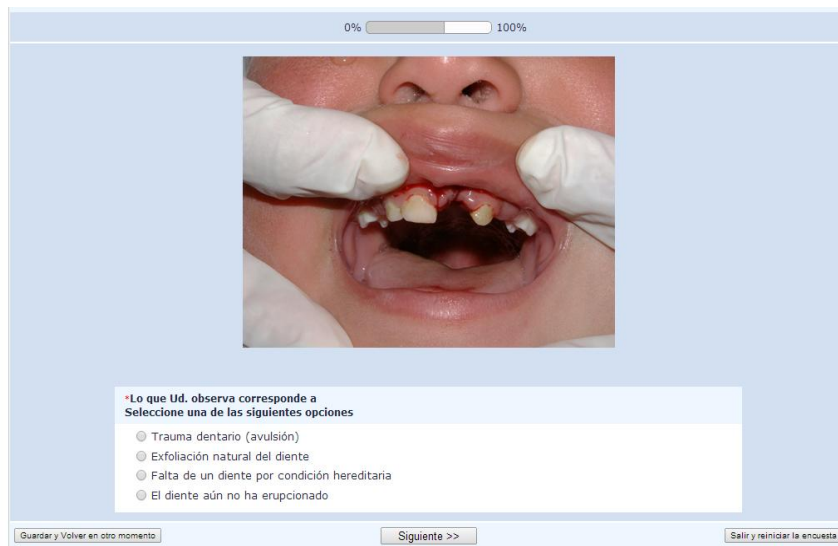 0% 100%
*Lo que Ud. observa corresponde a
Seleccione una de las siguientes opciones
Trauma dentario (avulsión)
Exfoliación natural del diente
Falta de un diente por condición hereditaria
El diente aún no ha erupcionado
Guardar y Volver en otro momento Siguiente >> Salir y reiniciar la encuesta